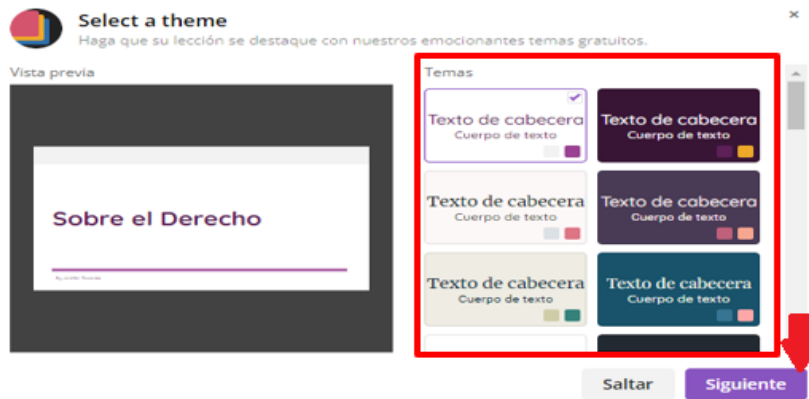 Select a theme
Haga que su lección se destaque con nuestros emocionantes temas gratuitos.
Vista previa
Sobre el Derecho
Temas
Texto de cabecera
Cuerpo de texto
Texto de cabecera
Cuerpo de texto
Texto de cabecera
Cuerpo de texto
Texto de cabecera
Cuerpo de texto
Texto de cabecera
Cuerpo de texto
Texto de cabecera
Cuerpo de texto
Saltar
Siguiente